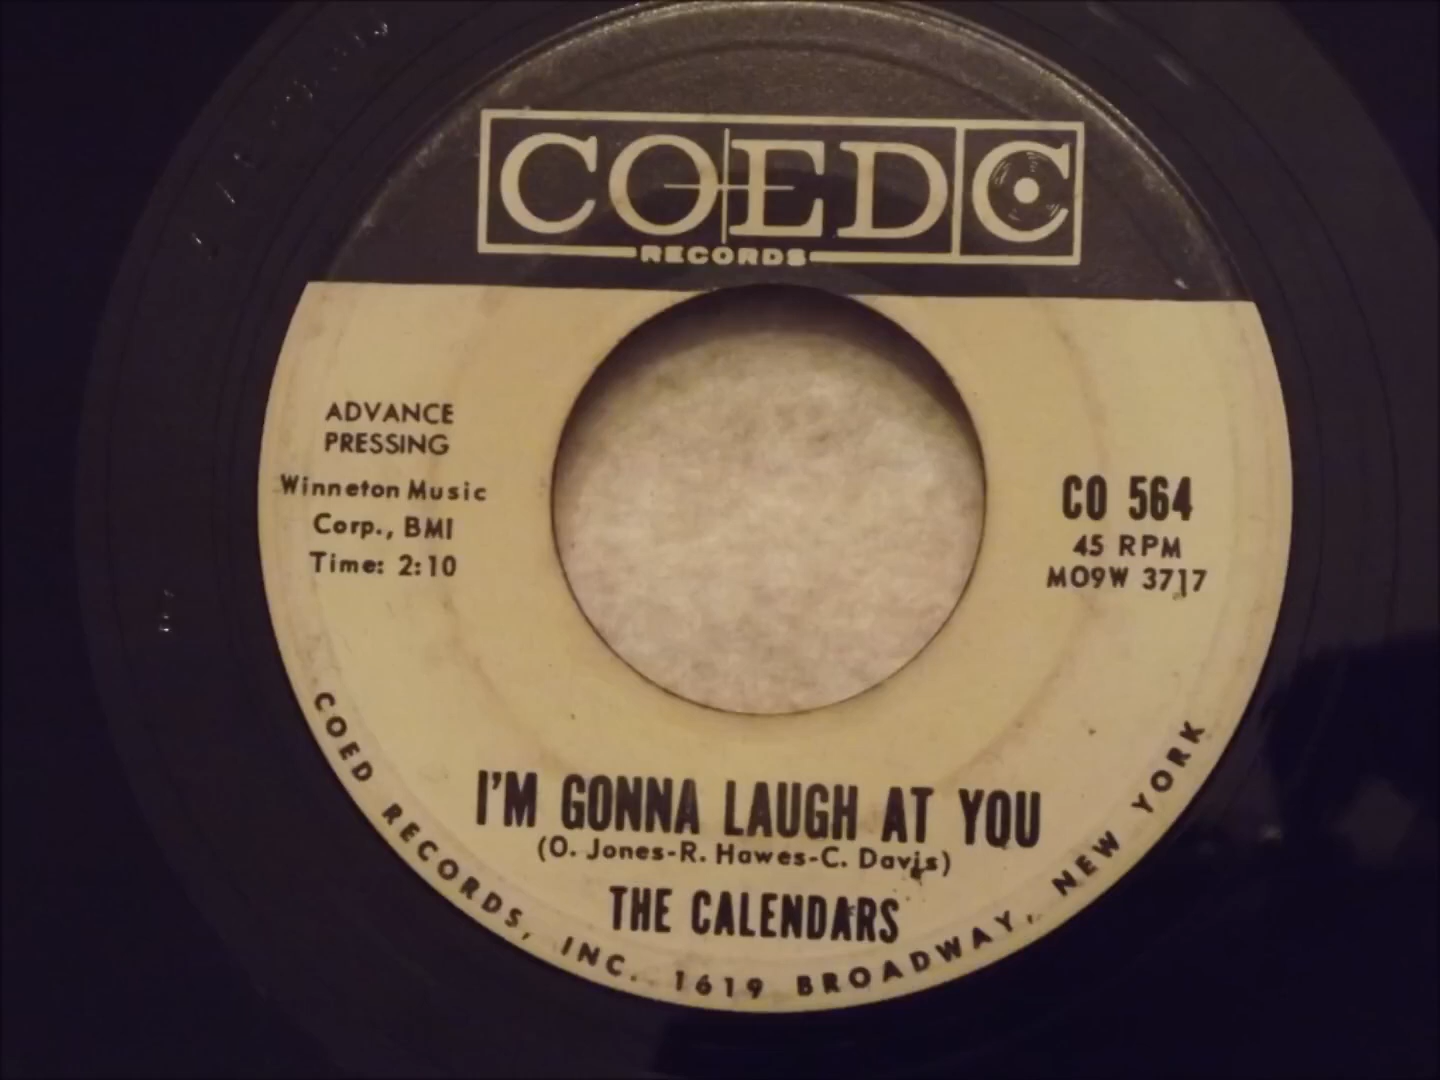 COED C
RECORDS
ADVANCE
PRESSING
Winneton Music
Corp., BMI
Time: 2:10
CO 564
45 RPM
MO9W 3717
I'M GONNA LAUGH AT YOU
(O. Jones-R. Hawes-C. Davis)
THE CALENDARS
COED RECORDS, INC. 1619 BROADWAY, NEW YORK